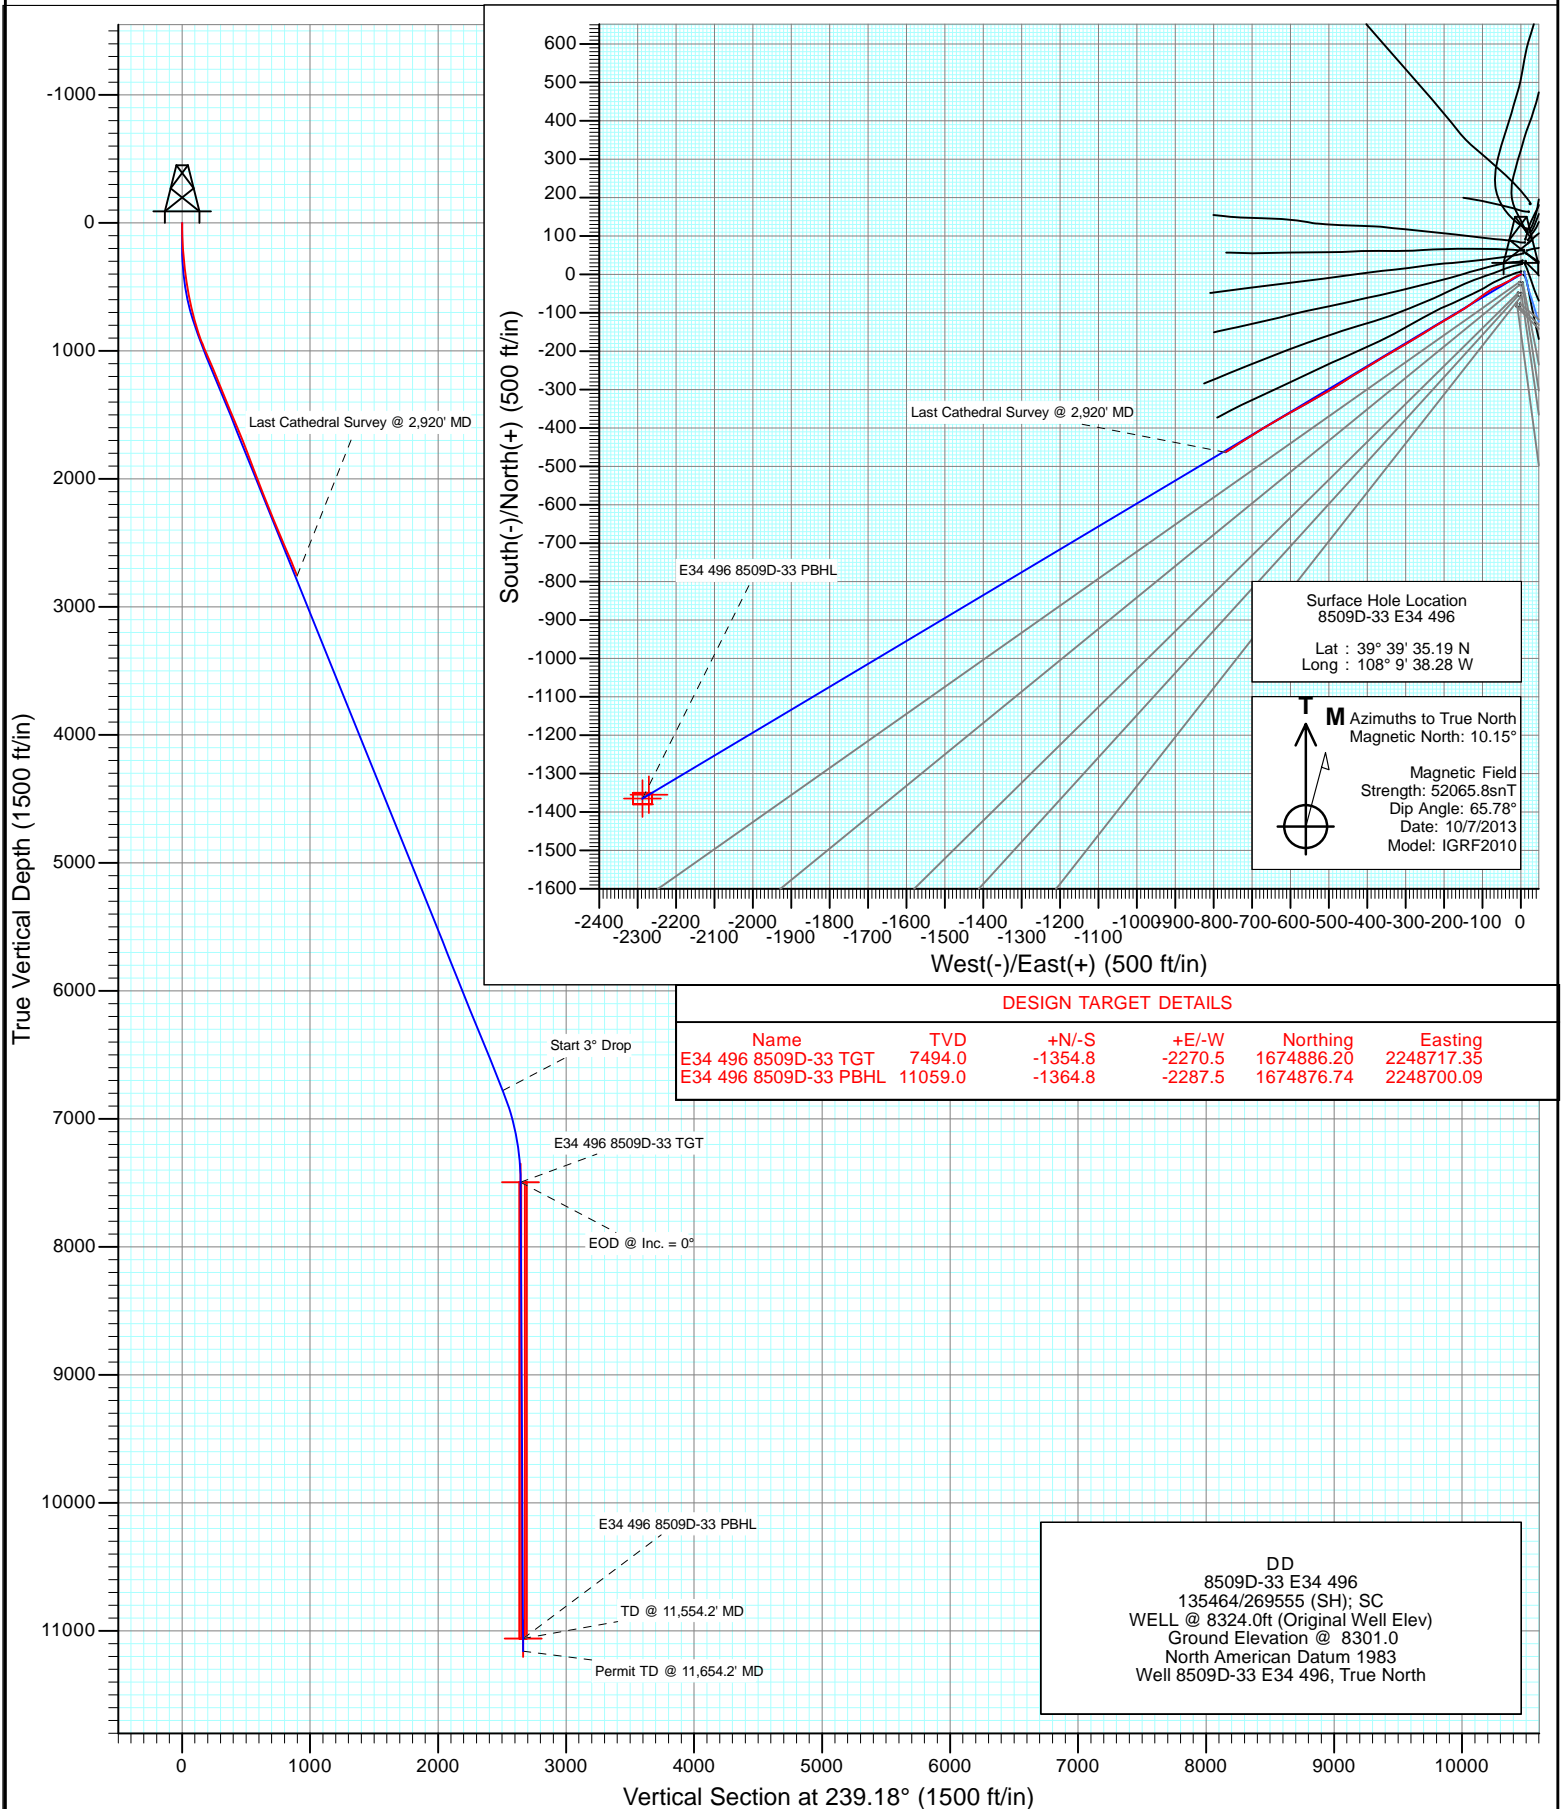 -1000
0
1000
2000
3000
4000
5000
6000
7000
8000
9000
10000
11000
True Vertical Depth (1500 ft/in)
0
1000
2000
3000
4000
5000
6000
7000
8000
9000
10000
Vertical Section at 239.18° (1500 ft/in)
Last Cathedral Survey @ 2,920' MD
Start 3° Drop
E34 496 8509D-33 TGT
EOD @ Inc. = 0°
E34 496 8509D-33 PBHL
TD @ 11,554.2' MD
Permit TD @ 11,654.2' MD
600
500
400
300
200
100
0
-100
-200
-300
-400
-500
-600
-700
-800
-900
-1000
-1100
-1200
-1300
-1400
-1500
-1600
South(-)/North(+) (500 ft/in)
-2400
-2300
-2200
-2100
-2000
-1900
-1800
-1700
-1600
-1500
-1400
-1300
-1200
-1100
-1000
-900
-800
-700
-600
-500
-400
-300
-200
-100
0
West(-)/East(+) (500 ft/in)
Last Cathedral Survey @ 2,920' MD
E34 496 8509D-33 PBHL
Surface Hole Location
8509D-33 E34 496
Lat : 39° 39' 35.19 N
Long : 108° 9' 38.28 W
T
M
Azimuths to True North
Magnetic North: 10.15°
Magnetic Field
Strength: 52065.8snT
Dip Angle: 65.78°
Date: 10/7/2013
Model: IGRF2010
DESIGN TARGET DETAILS
Name TVD +N/-S +E/-W Northing Easting
E34 496 8509D-33 TGT 7494.0 -1354.8 -2270.5 1674886.20 2248717.35
E34 496 8509D-33 PBHL 11059.0 -1364.8 -2287.5 1674876.74 2248700.09
DD
8509D-33 E34 496
135464/269555 (SH); SC
WELL @ 8324.0ft (Original Well Elev)
Ground Elevation @ 8301.0
North American Datum 1983
Well 8509D-33 E34 496, True North